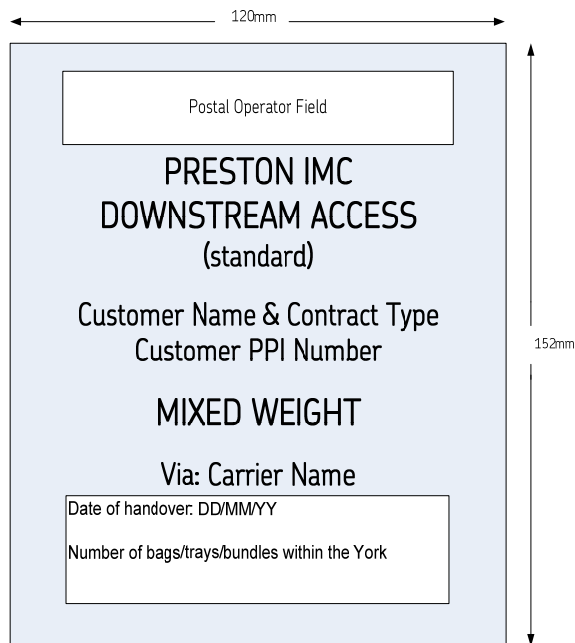 120mm
Postal Operator Field
PRESTON IMC
DOWNSTREAM ACCESS
(standard)
Customer Name & Contract Type
Customer PPI Number
MIXED WEIGHT
152mm
Via: Carrier Name
Date of handover: DD/MM/YY
Number of bags/trays/bundles within the York